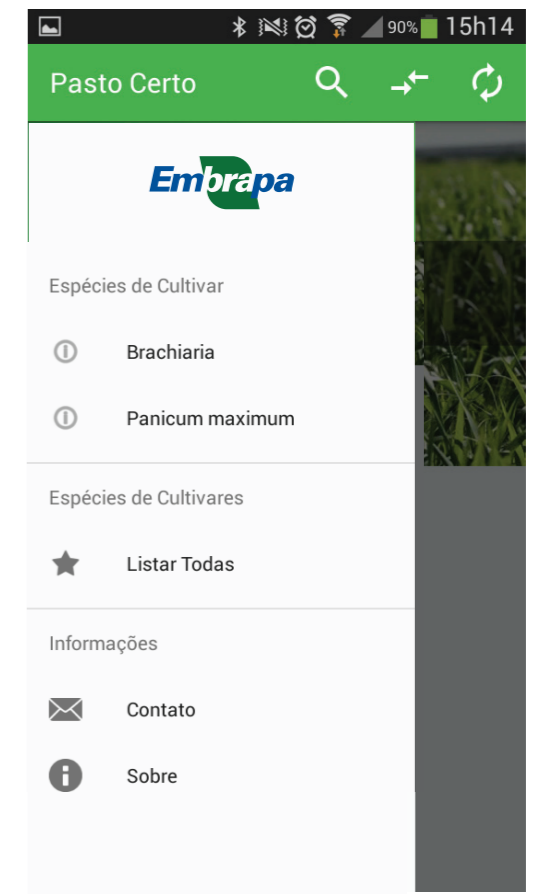 90% 15h14
Pasto Certo
Embrapa
Espécies de Cultivar
Brachiaria
Panicum maximum
Espécies de Cultivares
Listar Todas
Informações
Contato
Sobre